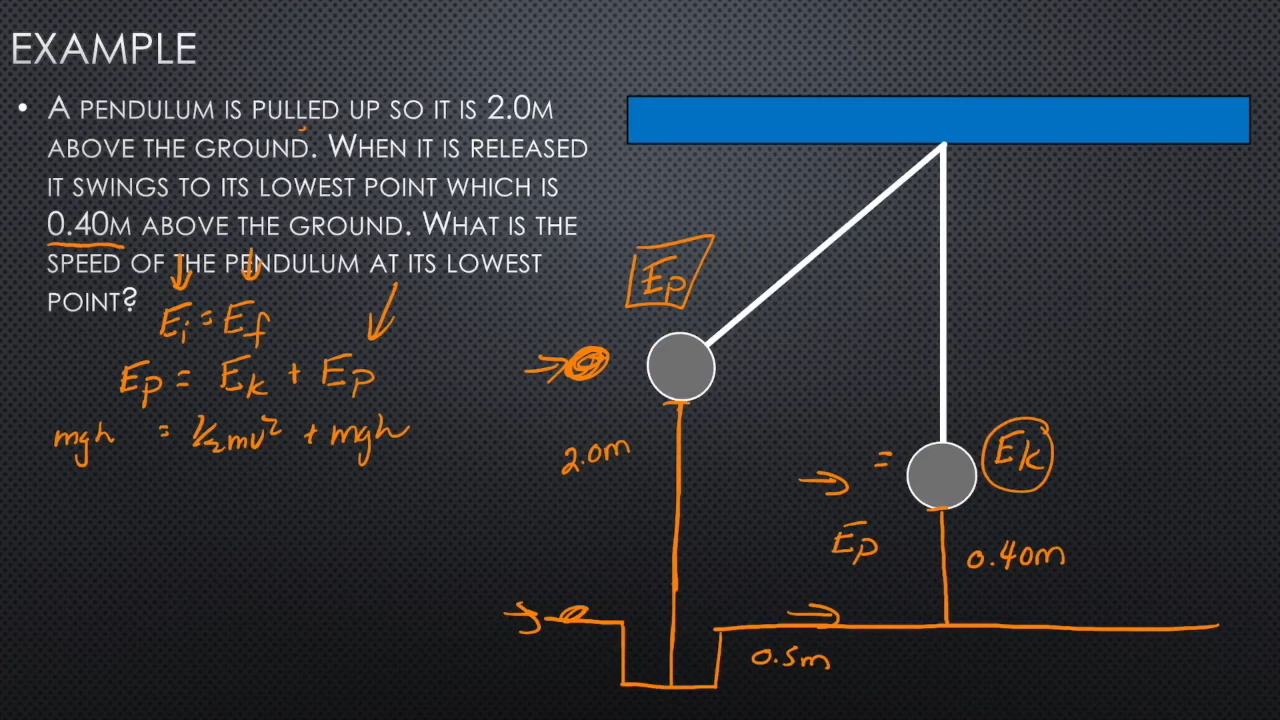 EXAMPLE
• A PENDULUM IS PULLED UP SO IT IS 2.0M
ABOVE THE GROUND. WHEN IT IS RELEASED
IT SWINGS TO ITS LOWEST POINT WHICH IS
0.40M ABOVE THE GROUND. WHAT IS THE
SPEED OF THE PENDULUM AT ITS LOWEST
POINT?
Ei = Ef
Ep = Ek + Ep
mgh = 1/2mv² + mgh
Ep
2.0m
= Ek
Ep
0.40m
0.5m